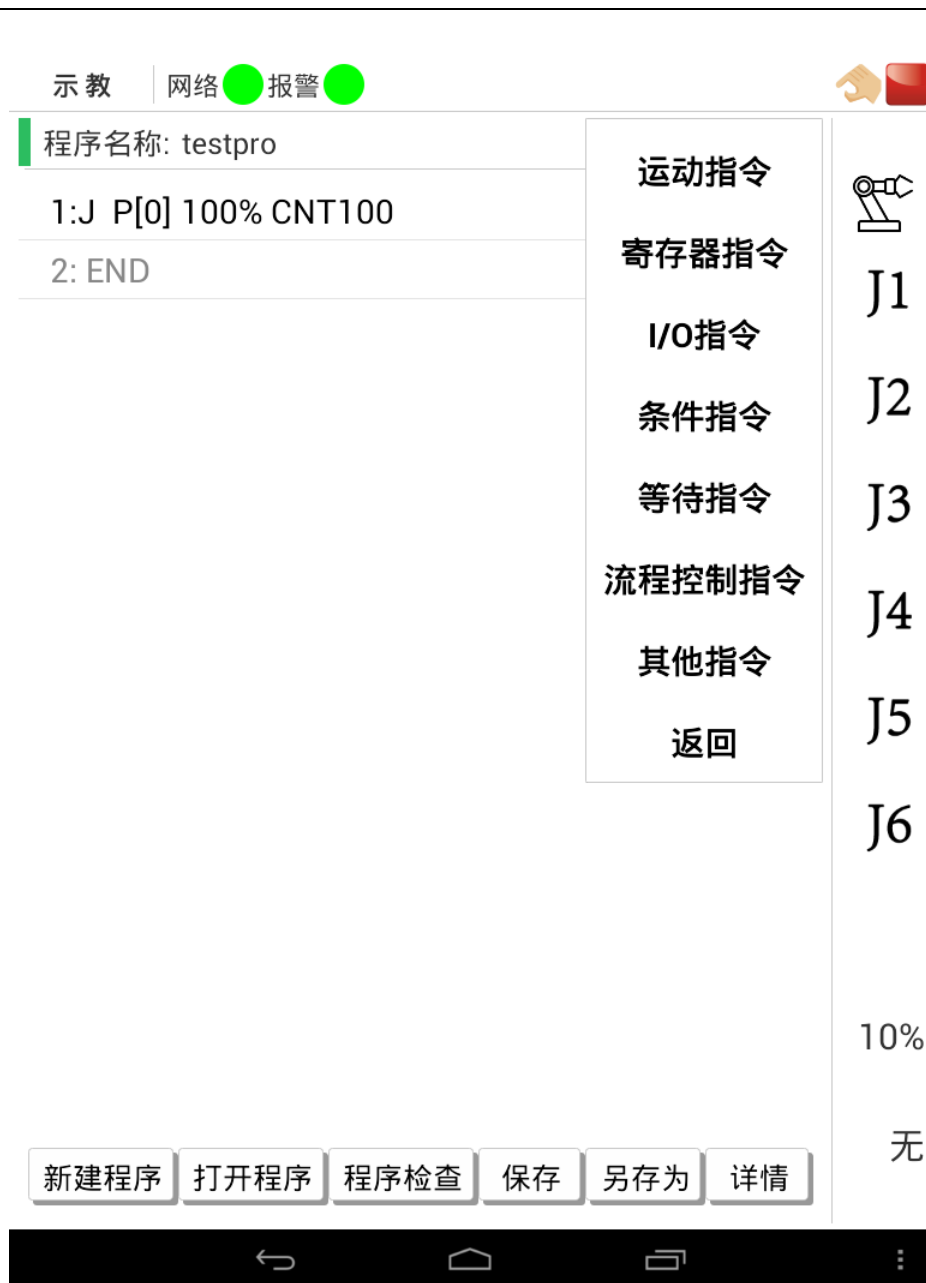 示教 网络 报警
程序名称: testpro
1:J P[0] 100% CNT100
2: END
运动指令
寄存器指令
I/O指令
条件指令
等待指令
流程控制指令
其他指令
返回
J1
J2
J3
J4
J5
J6
10%
无
新建程序 打开程序 程序检查 保存 另存为 详情